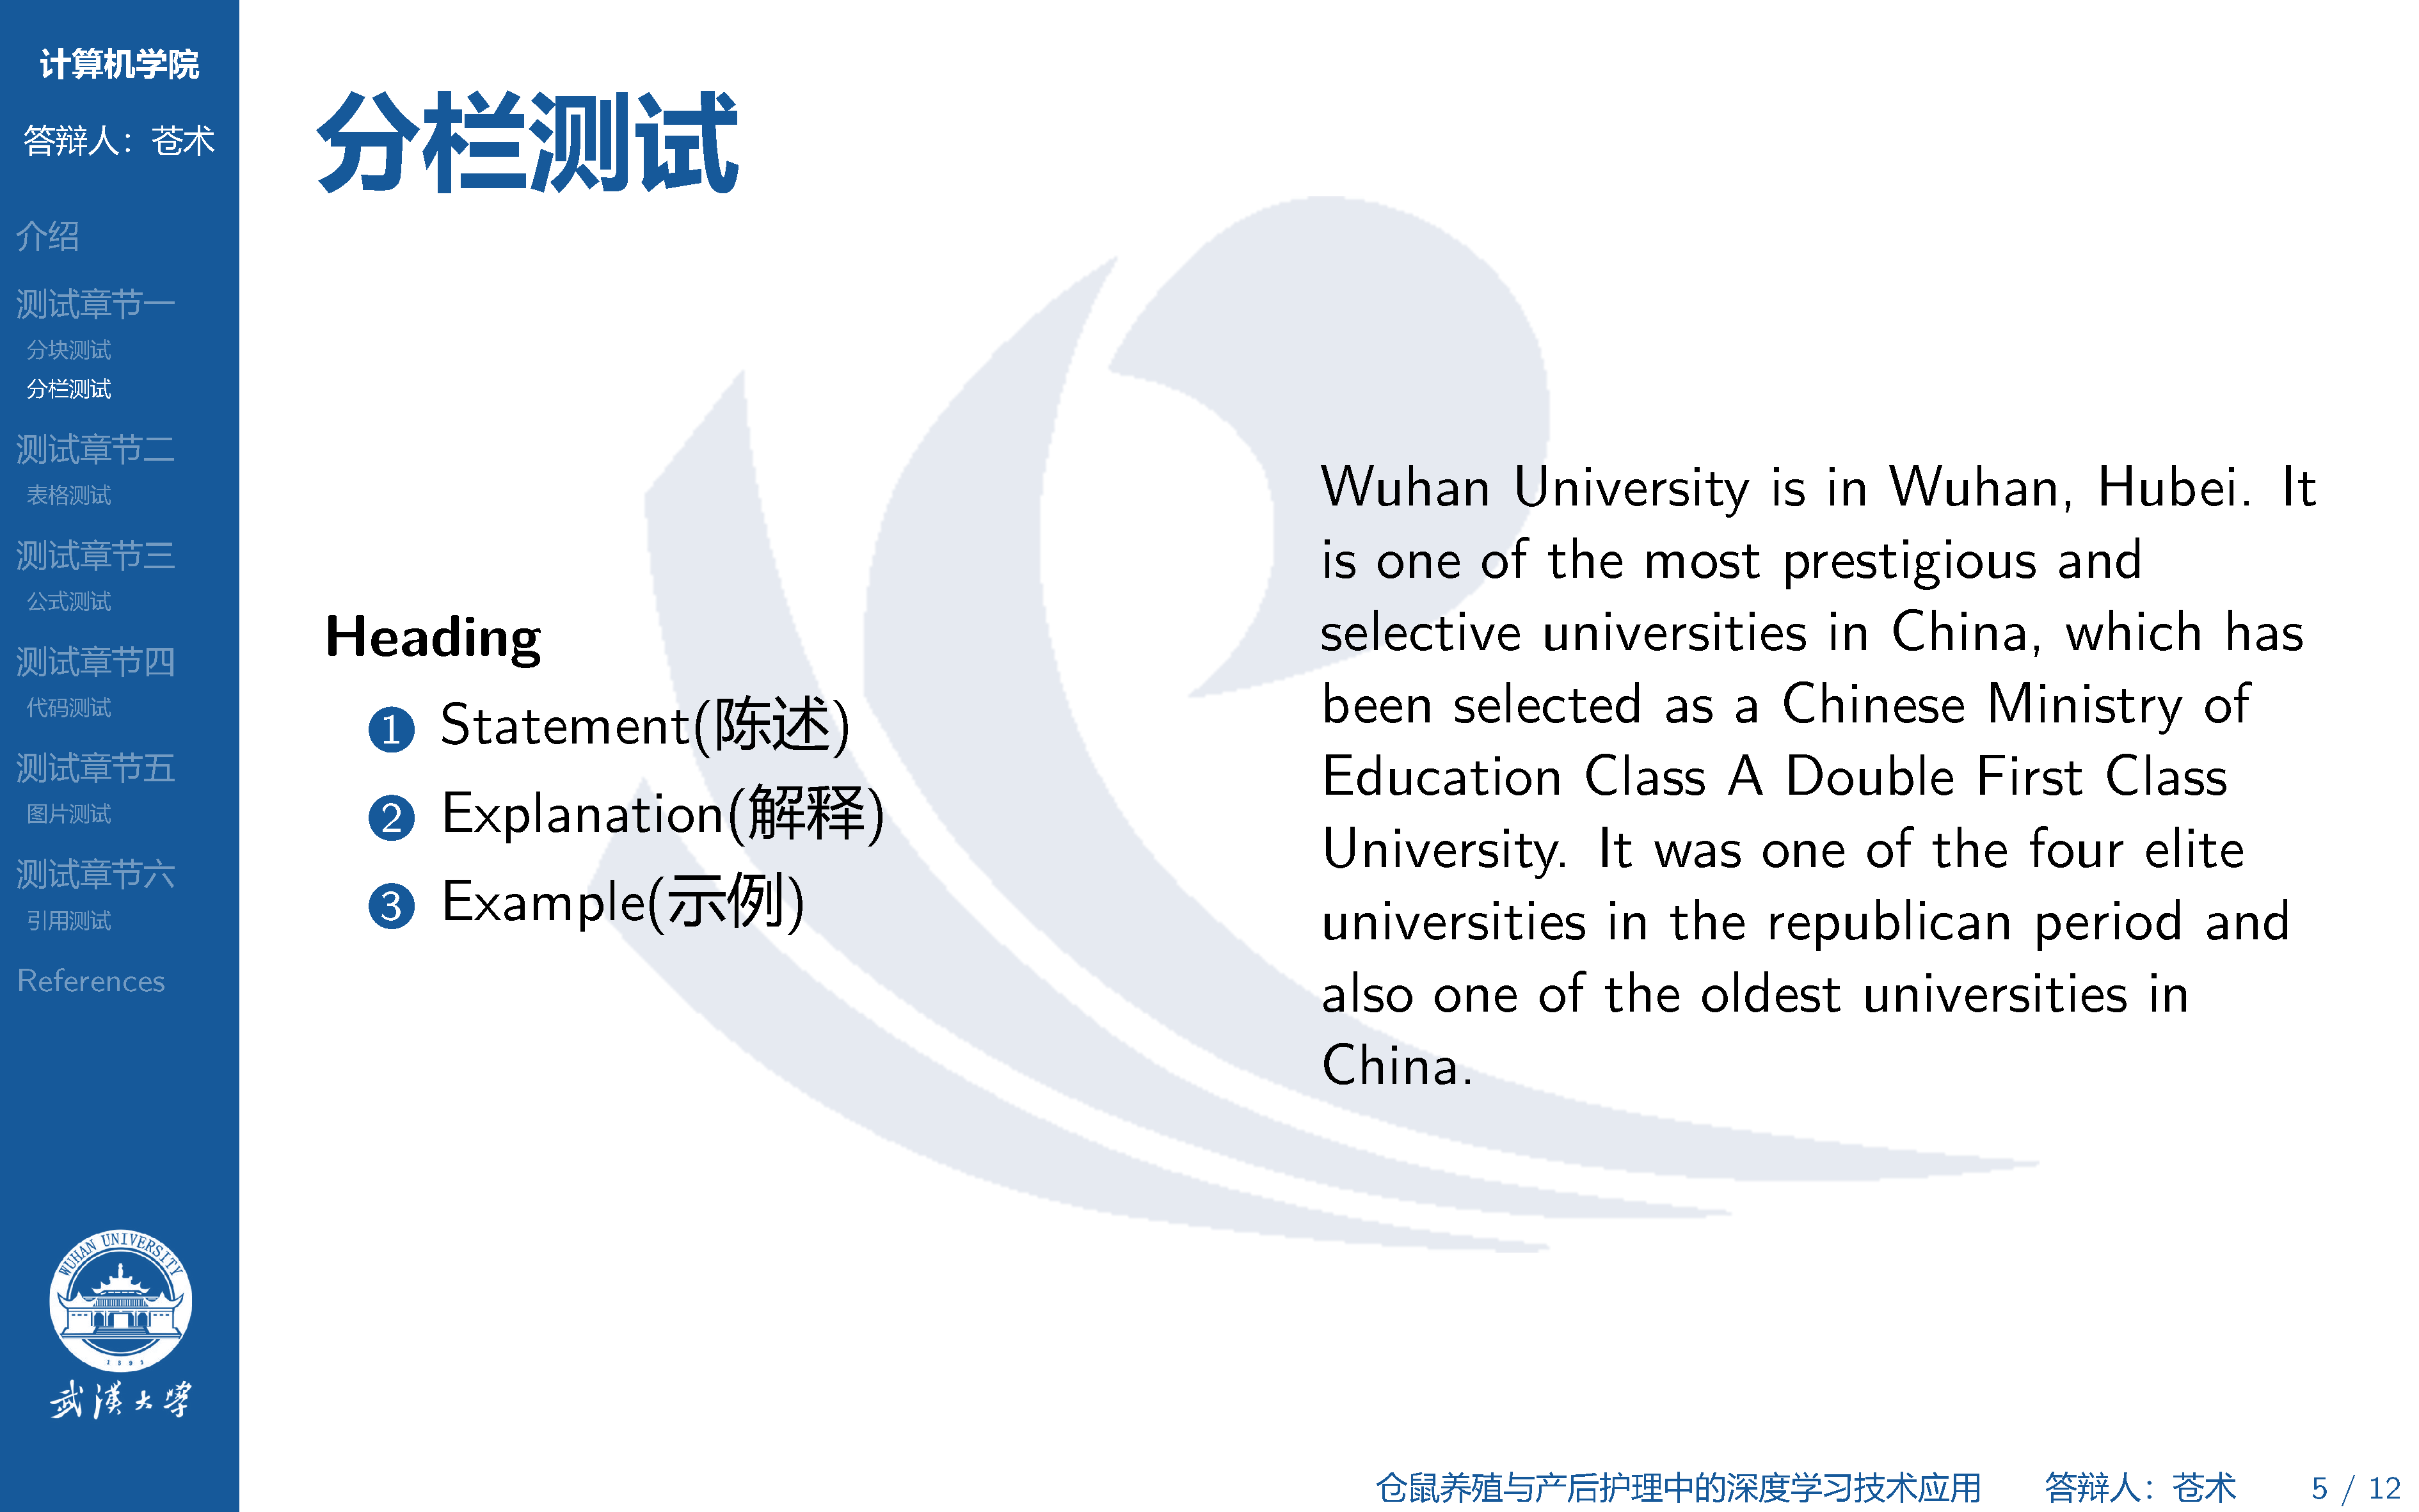 计算机学院
答辩人：苍术
介绍
测试章节一
分块测试
分栏测试
测试章节二
表格测试
测试章节三
公式测试
测试章节四
代码测试
测试章节五
图片测试
测试章节六
引用测试
References
WUHAN UNIVERSITY
1893
武漢大學
分栏测试
Heading
1 Statement(陈述)
2 Explanation(解释)
3 Example(示例)
Wuhan University is in Wuhan, Hubei. It
is one of the most prestigious and
selective universities in China, which has
been selected as a Chinese Ministry of
Education Class A Double First Class
University. It was one of the four elite
universities in the republican period and
also one of the oldest universities in
China.
仓鼠养殖与产后护理中的深度学习技术应用 答辩人：苍术 5 / 12